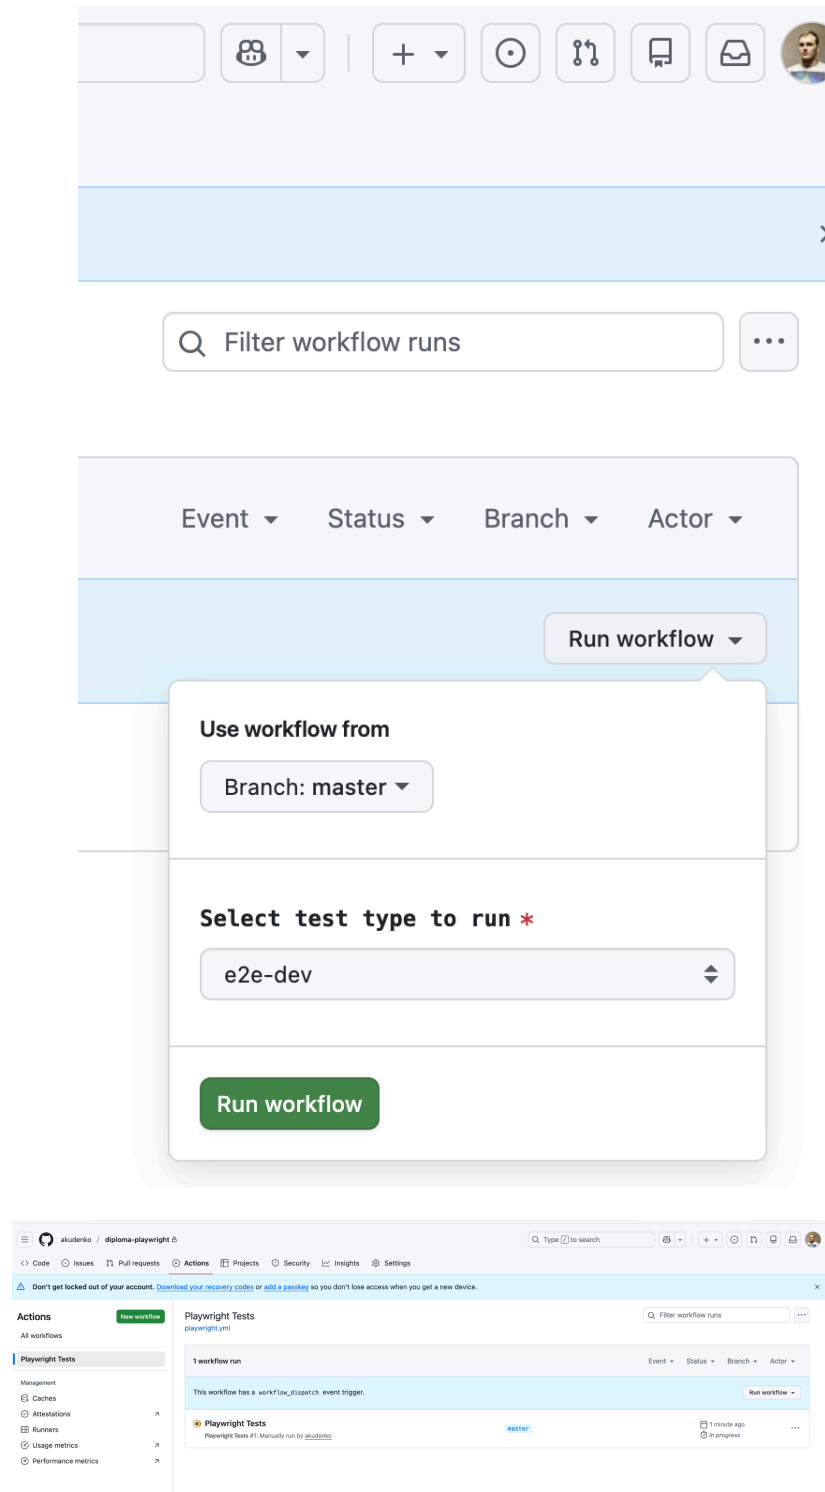 Filter workflow runs
Event Status Branch Actor
Run workflow
Use workflow from
Branch: master
Select test type to run *
e2e-dev
Run workflow
akudenko / diploma-playwright
Type / to search
Code Issues Pull requests Actions Projects Security Insights Settings
Don't get locked out of your account. Download your recovery codes or add a passkey so you don't lose access when you get a new device.
Actions
New workflow
All workflows
Playwright Tests
Management
Caches
Attestations
Runners
Usage metrics
Performance metrics
Playwright Tests
playwright.yml
Filter workflow runs
1 workflow run
Event Status Branch Actor
This workflow has a workflow_dispatch event trigger.
Run workflow
Playwright Tests
Playwright Tests #1: Manually run by akudenko
master
1 minute ago
In progress